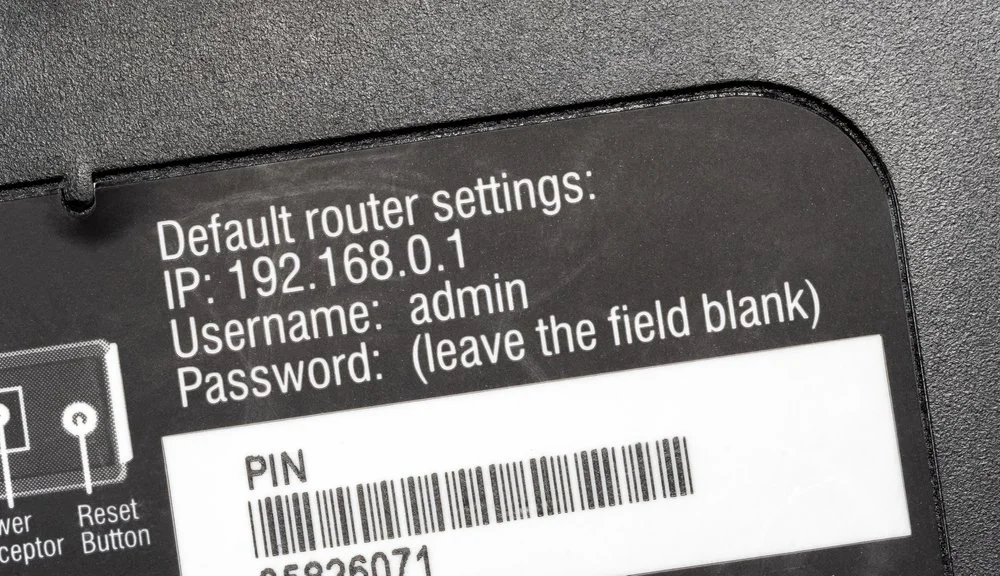 Default router settings:
IP: 192.168.0.1
Username: admin
Password: (leave the field blank)
PIN
Reset
Button